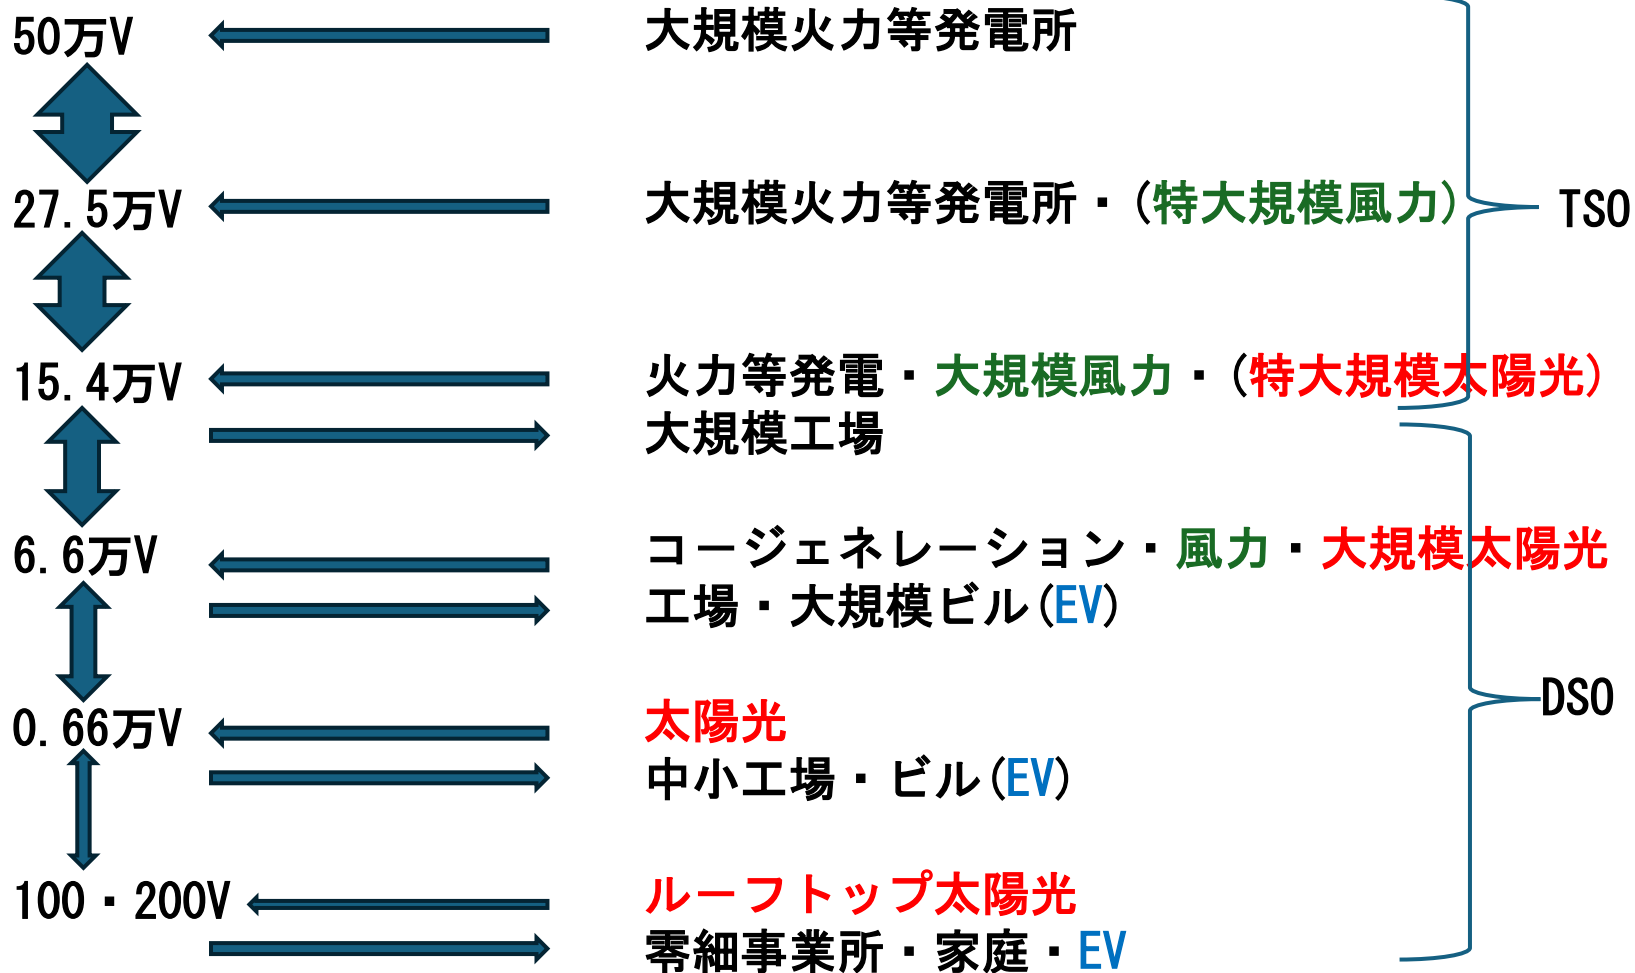 50万V 大規模火力等発電所
27.5万V 大規模火力等発電所・(特大規模風力) TSO
15.4万V 火力等発電・大規模風力・(特大規模太陽光)
大規模工場
6.6万V コージェネレーション・風力・大規模太陽光
工場・大規模ビル(EV)
0.66万V 太陽光 DSO
中小工場・ビル(EV)
100・200V ルーフトップ太陽光
零細事業所・家庭・EV